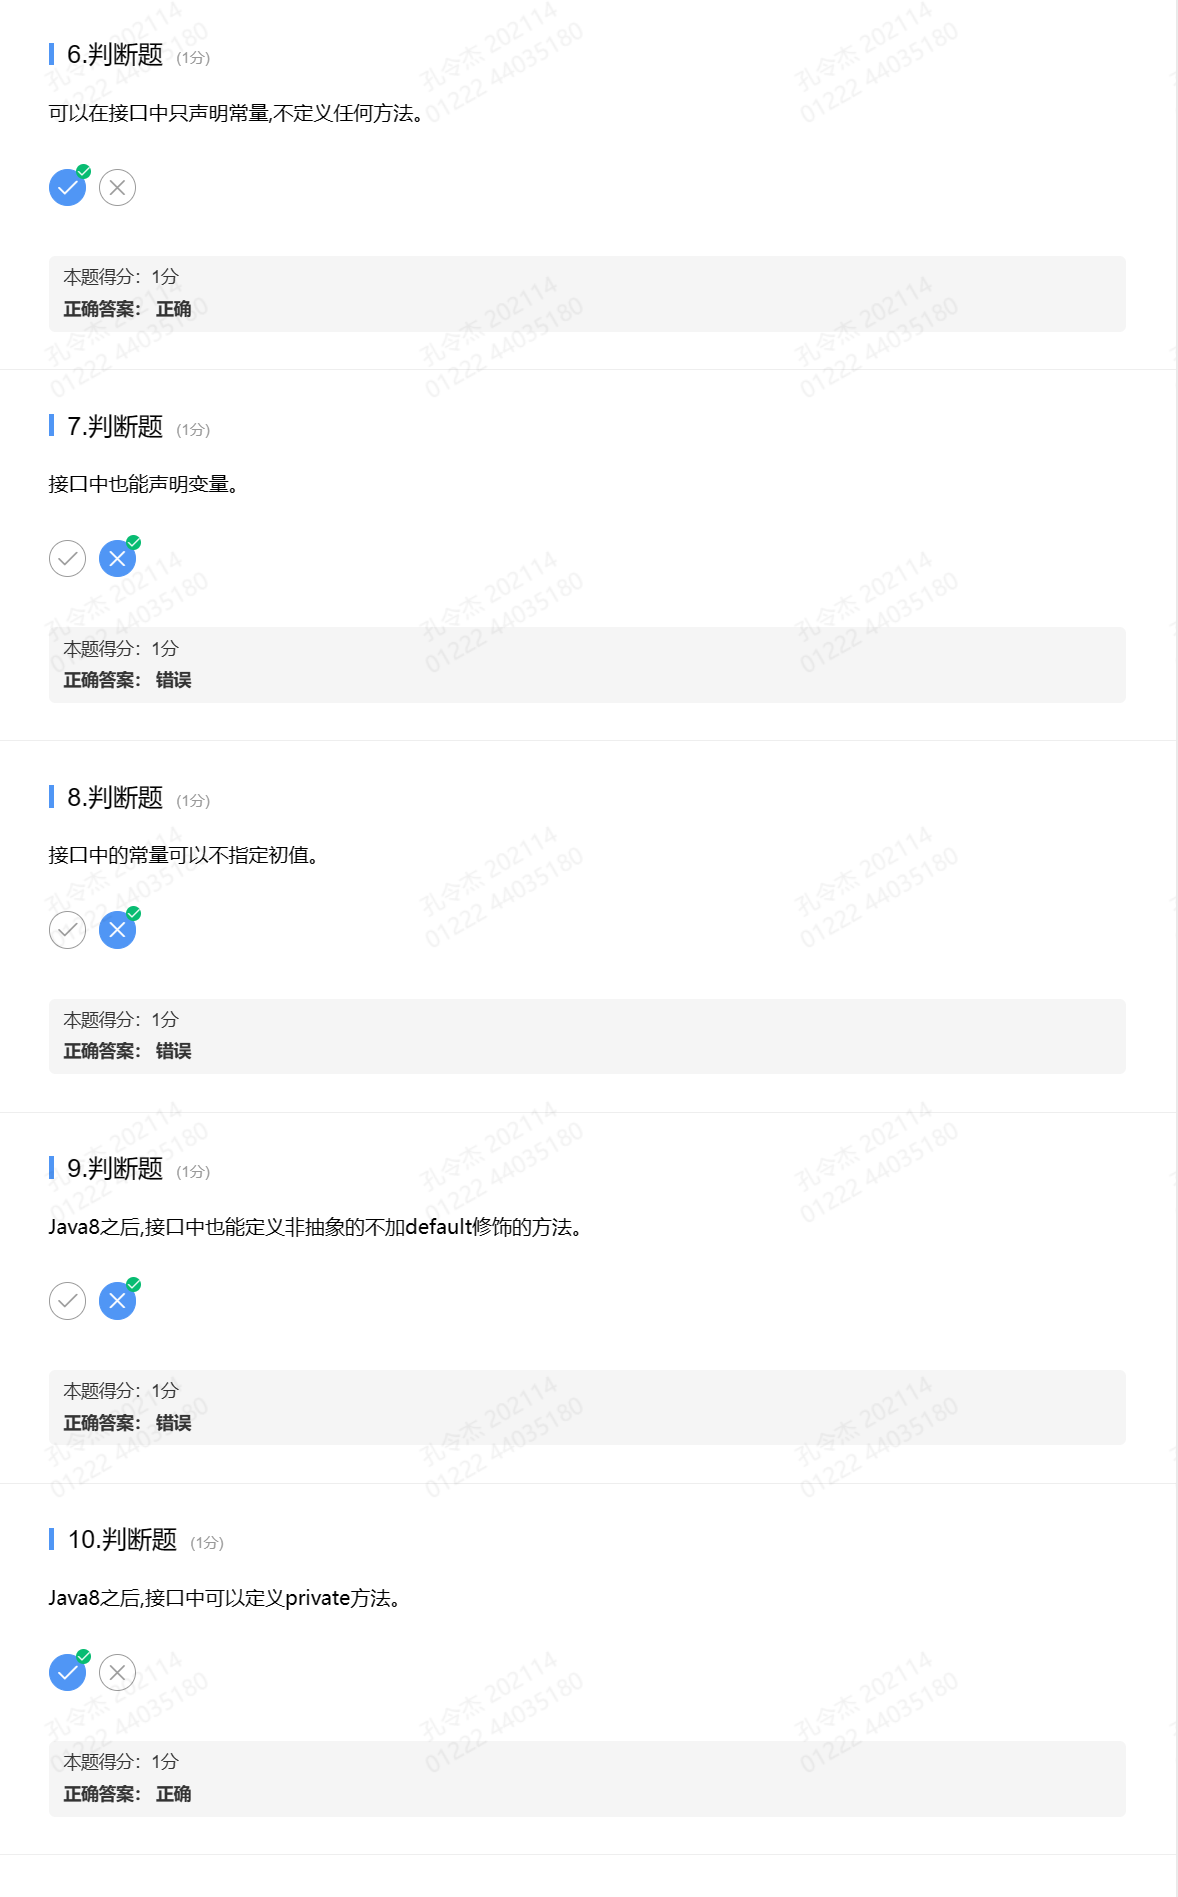 6.判断题 (1分)
可以在接口中只声明常量,不定义任何方法。
本题得分：1分
正确答案： 正确
7.判断题 (1分)
接口中也能声明变量。
本题得分：1分
正确答案： 错误
8.判断题 (1分)
接口中的常量可以不指定初值。
本题得分：1分
正确答案： 错误
9.判断题 (1分)
Java8之后,接口中也能定义非抽象的不加default修饰的方法。
本题得分：1分
正确答案： 错误
10.判断题 (1分)
Java8之后,接口中可以定义private方法。
本题得分：1分
正确答案： 正确
孔令杰 202114
01222 44035180